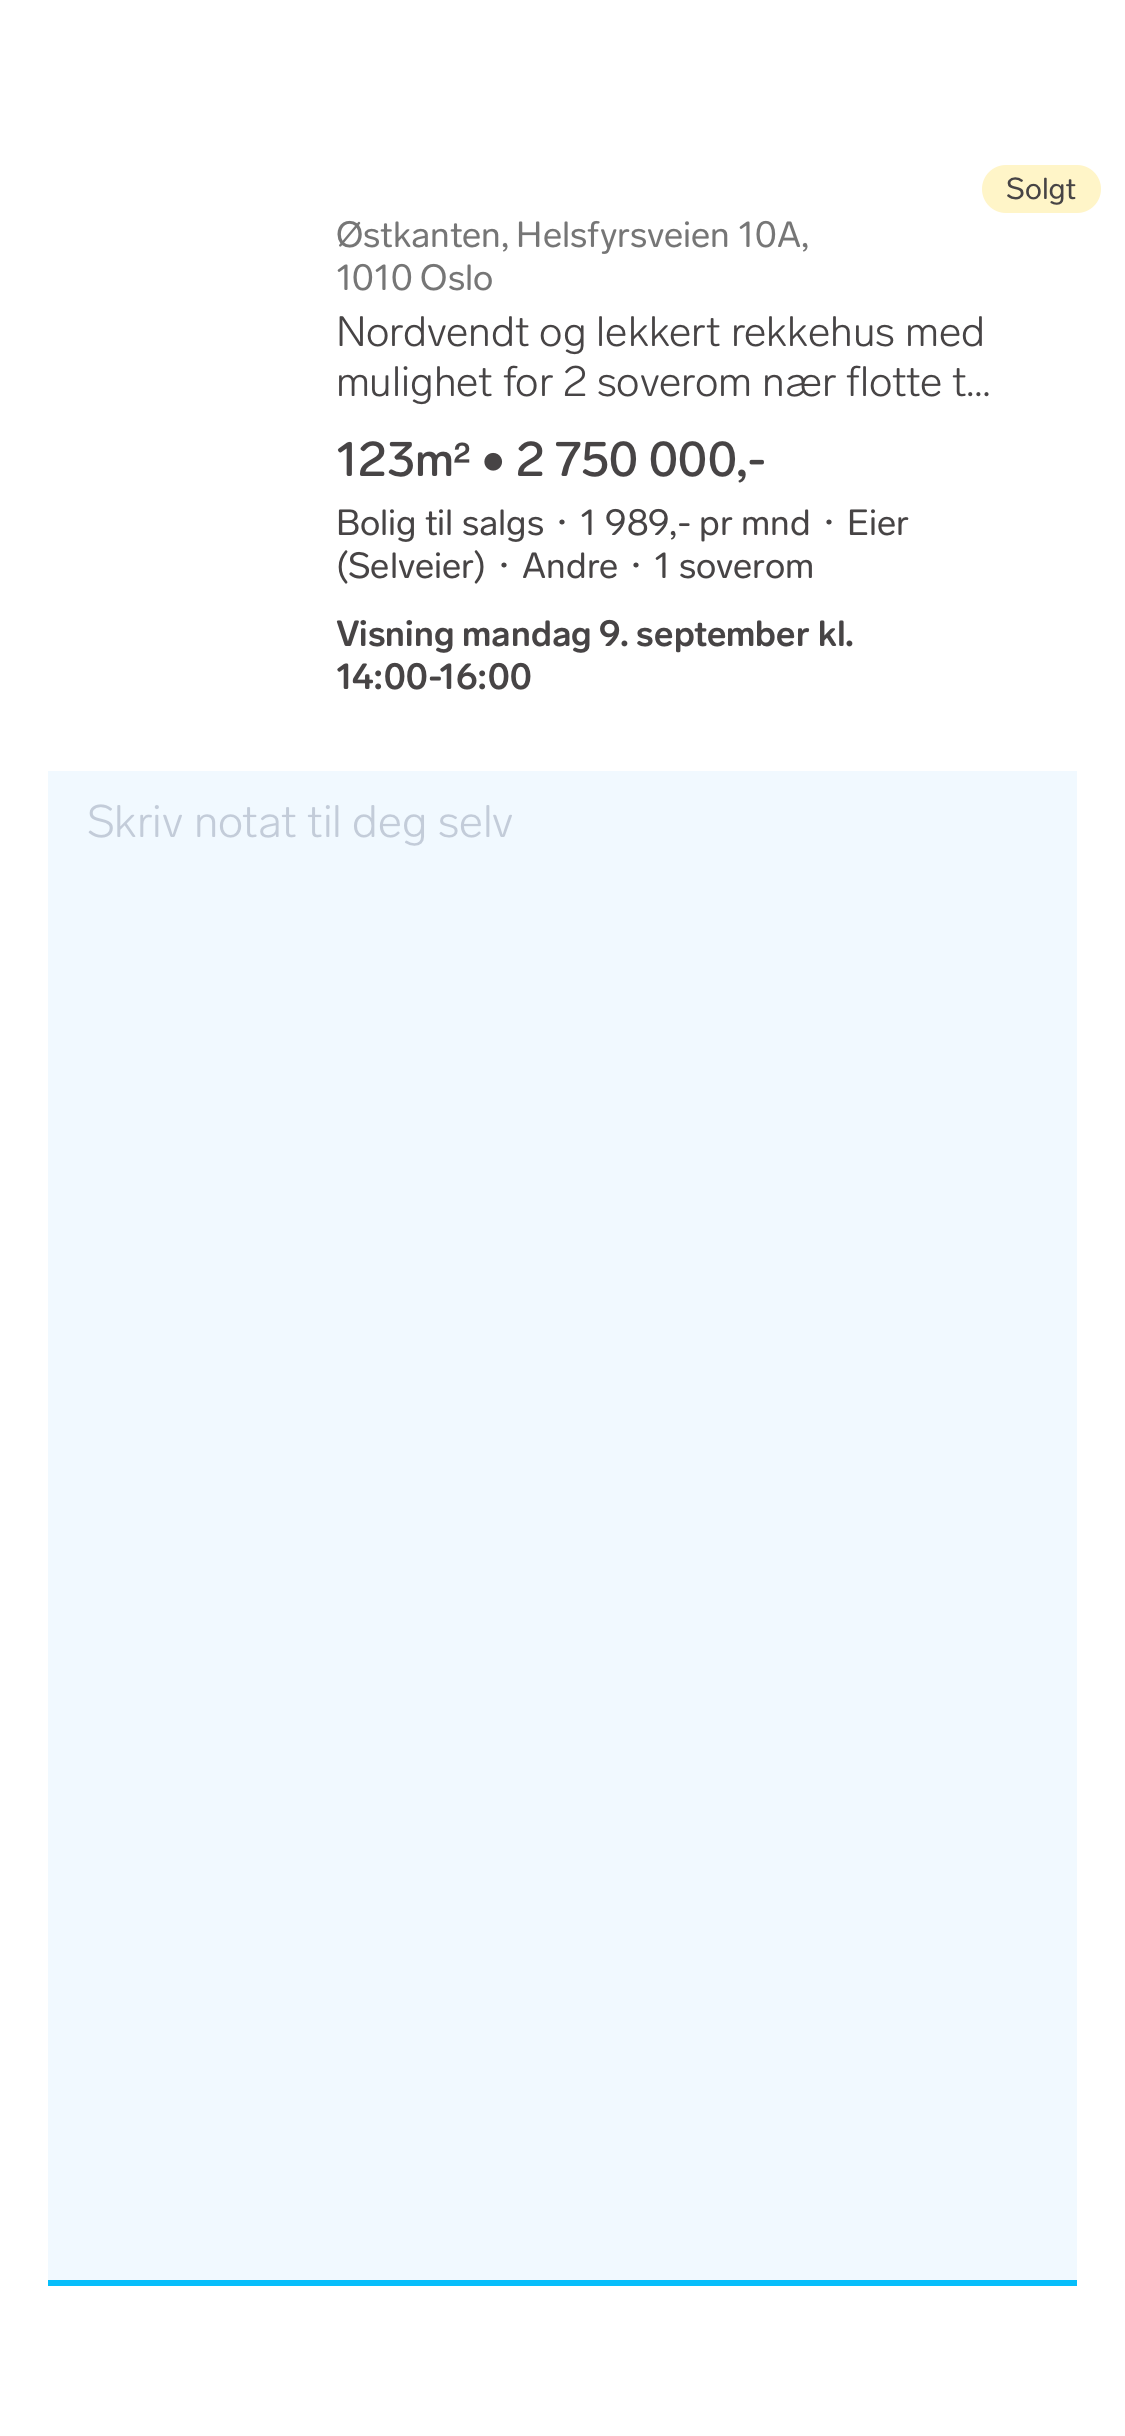 Solgt
Østkanten, Helsfyrsveien 10A,
1010 Oslo
Nordvendt og lekkert rekkehus med
mulighet for 2 soverom nær flotte t...
123m² • 2 750 000,-
Bolig til salgs ・ 1 989,- pr mnd ・ Eier
(Selveier) ・ Andre ・ 1 soverom
Visning mandag 9. september kl.
14:00-16:00
Skriv notat til deg selv